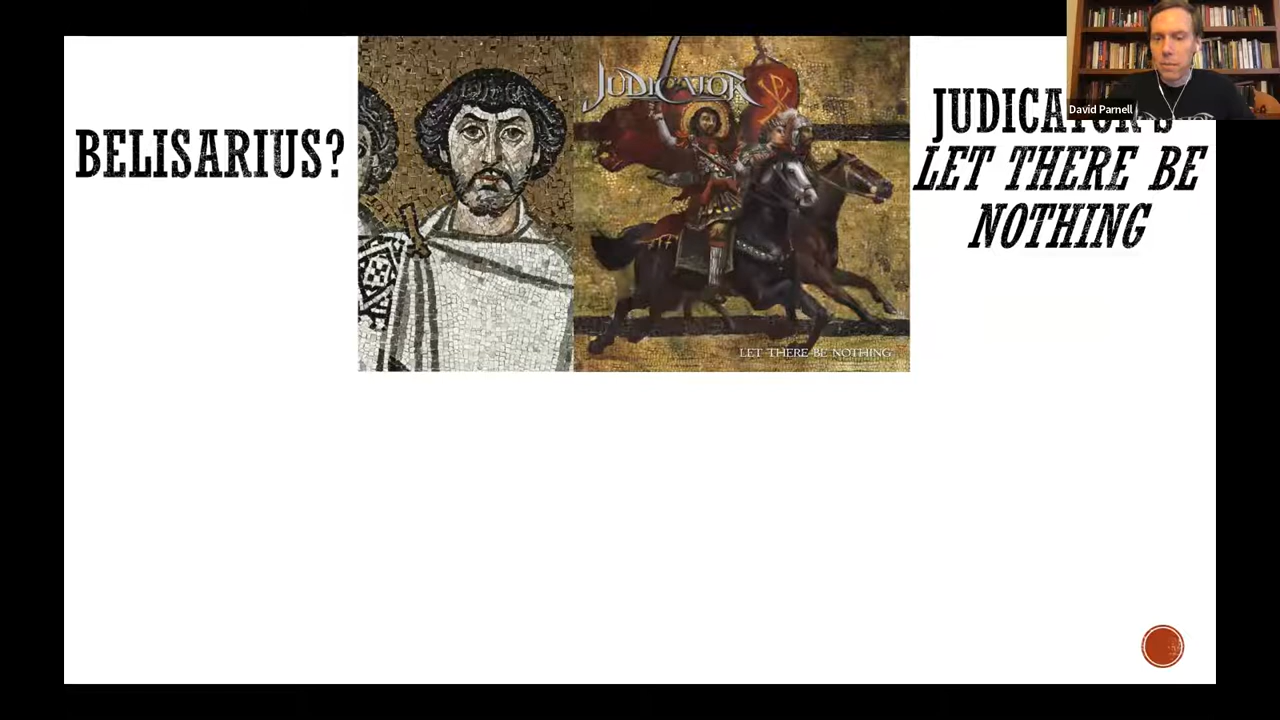 BELISARIUS?
JUDICATOR
LET THERE BE NOTHING
JUDICATOR'S
LET THERE BE
NOTHING
David Parnell